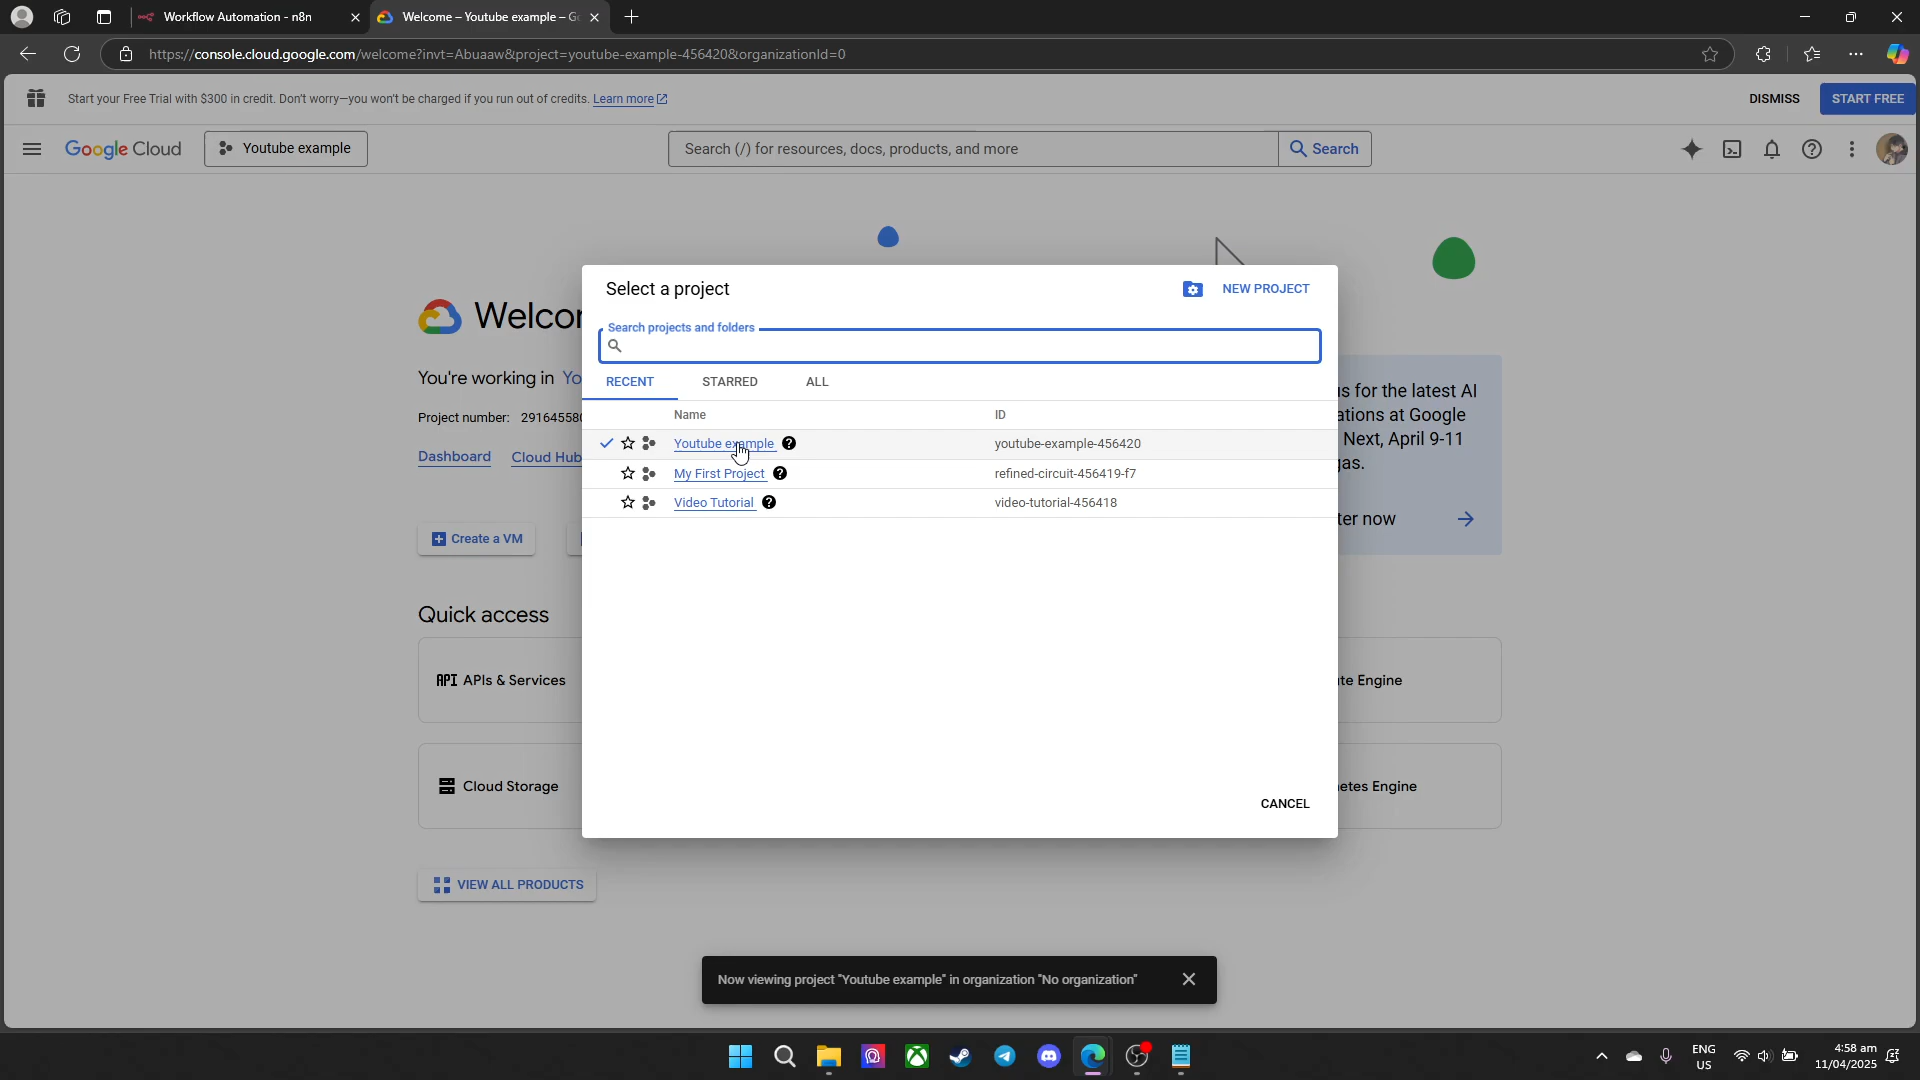 Workflow Automation - n8n
Welcome – Youtube example – G
https://console.cloud.google.com/welcome?invt=Abuaaw&project=youtube-example-456420&organizationId=0
Start your Free Trial with $300 in credit. Don't worry—you won't be charged if you run out of credits. Learn more
DISMISS
START FREE
Google Cloud
Youtube example
Search (/) for resources, docs, products, and more
Search
Select a project
NEW PROJECT
Welcom
Search projects and folders
You're working in Yo
RECENT
STARRED
ALL
us for the latest AI
ations at Google
Next, April 9-11
gas.
Project number: 291645580
Name
ID
Youtube example
youtube-example-456420
Dashboard
Cloud Hub
My First Project
refined-circuit-456419-f7
Video Tutorial
video-tutorial-456418
ter now
Create a VM
Quick access
API APIs & Services
te Engine
Cloud Storage
etes Engine
CANCEL
VIEW ALL PRODUCTS
Now viewing project "Youtube example" in organization "No organization"
ENG
US
4:58 am
11/04/2025